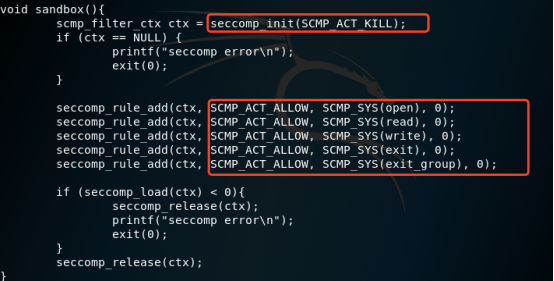 void sandbox(){
scmp_filter_ctx ctx = seccomp_init(SCMP_ACT_KILL);
if (ctx == NULL) {
printf("seccomp error\n");
exit(0);
}
seccomp_rule_add(ctx, SCMP_ACT_ALLOW, SCMP_SYS(open), 0);
seccomp_rule_add(ctx, SCMP_ACT_ALLOW, SCMP_SYS(read), 0);
seccomp_rule_add(ctx, SCMP_ACT_ALLOW, SCMP_SYS(write), 0);
seccomp_rule_add(ctx, SCMP_ACT_ALLOW, SCMP_SYS(exit), 0);
seccomp_rule_add(ctx, SCMP_ACT_ALLOW, SCMP_SYS(exit_group), 0);
if (seccomp_load(ctx) < 0){
seccomp_release(ctx);
printf("seccomp error\n");
exit(0);
}
seccomp_release(ctx);
}